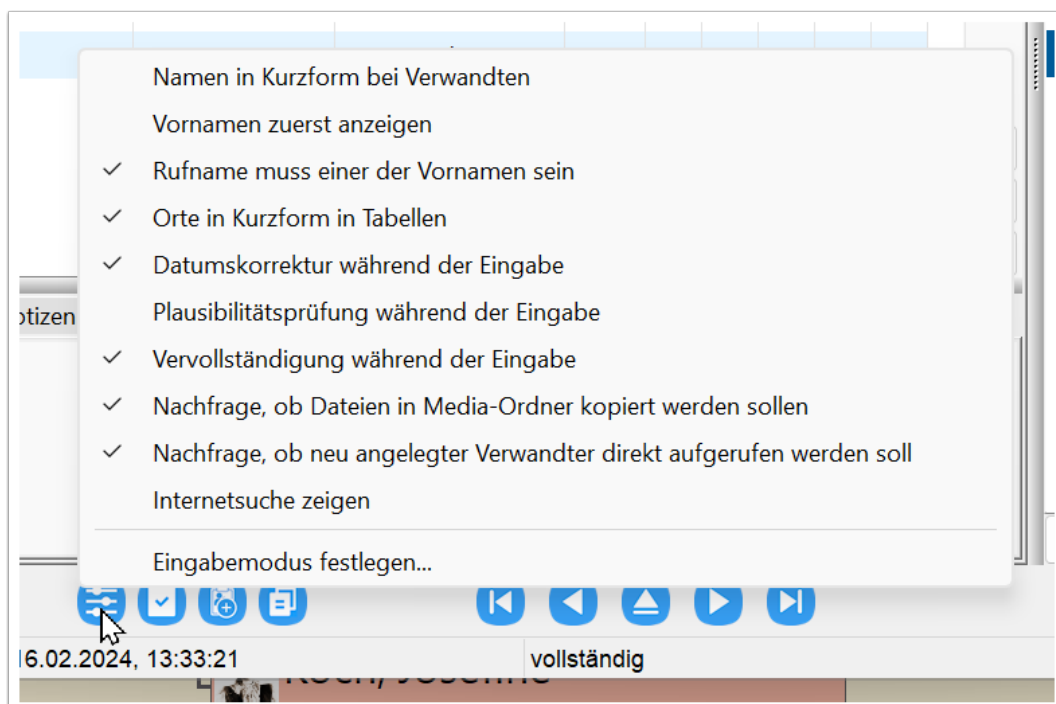 Namen in Kurzform bei Verwandten
Vornamen zuerst anzeigen
Rufname muss einer der Vornamen sein
Orte in Kurzform in Tabellen
Datumskorrektur während der Eingabe
Plausibilitätsprüfung während der Eingabe
Vervollständigung während der Eingabe
Nachfrage, ob Dateien in Media-Ordner kopiert werden sollen
Nachfrage, ob neu angelegter Verwandter direkt aufgerufen werden soll
Internetsuche zeigen
Eingabemodus festlegen...
otizen
16.02.2024, 13:33:21 vollständig